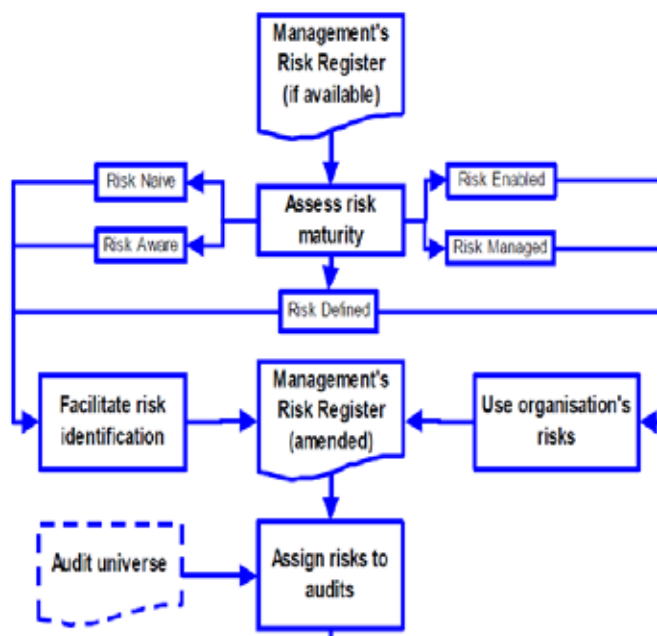 Management's
Risk Register
(if available)
Risk Naive
Risk Enabled
Assess risk
maturity
Risk Aware
Risk Managed
Risk Defined
Facilitate risk
identification
Management's
Risk Register
(amended)
Use organisation's
risks
Audit universe
Assign risks to
audits